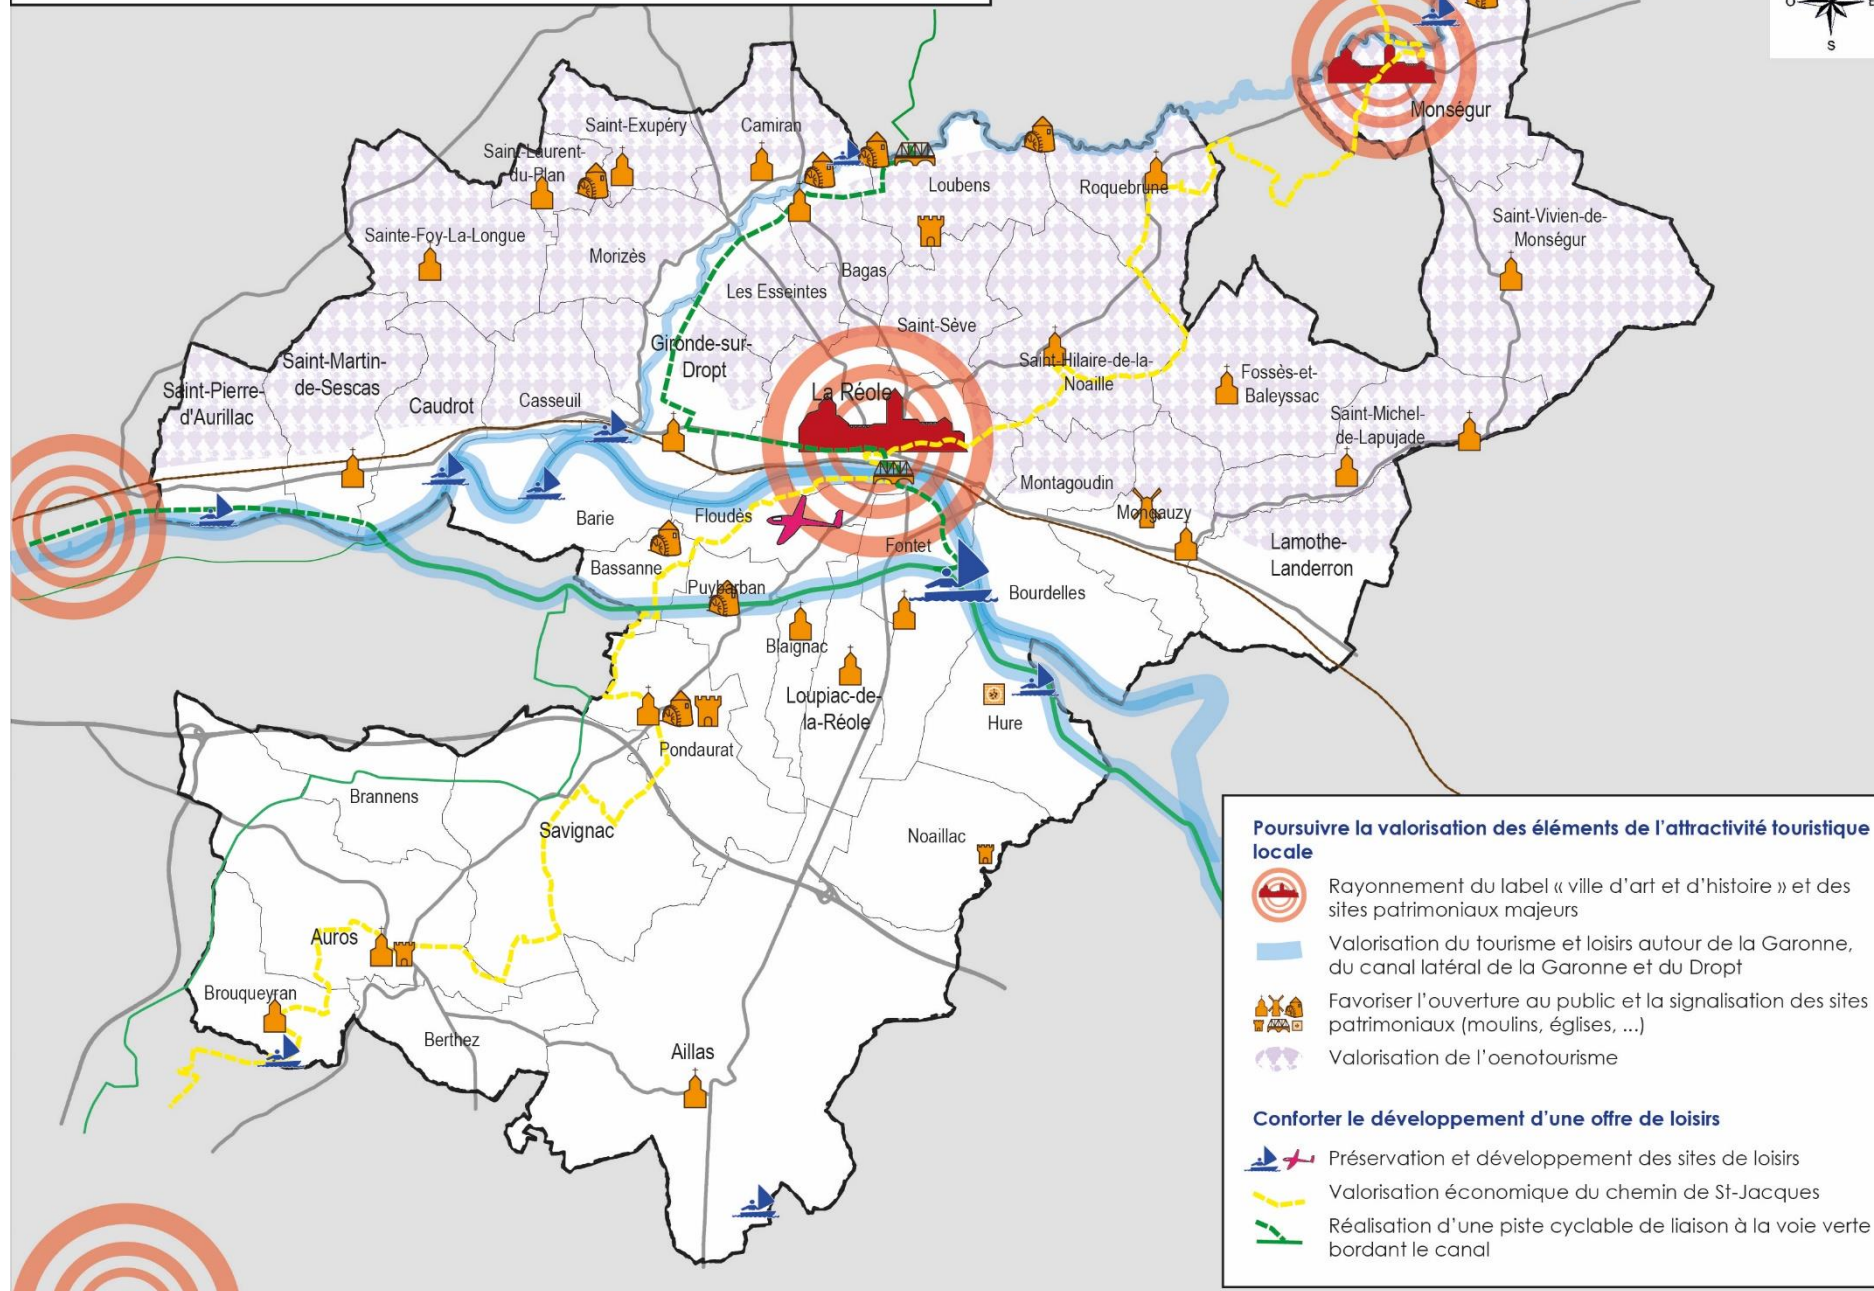 O
E
S
Monségur
Saint-Exupéry
Camiran
Saint-Laurent-
du-Plan
Loubens
Roquebrune
Sainte-Foy-La-Longue
Saint-Vivien-de-
Monségur
Morizès
Bagas
Les Esseintes
Saint-Sève
Gironde-sur-
Dropt
Saint-Martin-
de-Sescas
Saint-Hilaire-de-la-
Noaille
Saint-Pierre-
d'Aurillac
Fossès-et-
Baleyssac
La Réole
Caudrot
Casseuil
Saint-Michel-
de-Lapujade
Montagoudin
Mongauzy
Barie
Floudès
Fontet
Lamothe-
Landerron
Bassanne
Puybarban
Bourdelles
Blaignac
Loupiac-de-
la-Réole
Hure
Pondaurat
Brannens
Savignac
Noaillac
Auros
Brouqueyran
Berthez
Aillas
Poursuivre la valorisation des éléments de l'attractivité touristique
locale
Rayonnement du label « ville d'art et d'histoire » et des
sites patrimoniaux majeurs
Valorisation du tourisme et loisirs autour de la Garonne,
du canal latéral de la Garonne et du Dropt
Favoriser l'ouverture au public et la signalisation des sites
patrimoniaux (moulins, églises, ...)
Valorisation de l'oenotourisme
Conforter le développement d'une offre de loisirs
Préservation et développement des sites de loisirs
Valorisation économique du chemin de St-Jacques
Réalisation d'une piste cyclable de liaison à la voie verte
bordant le canal